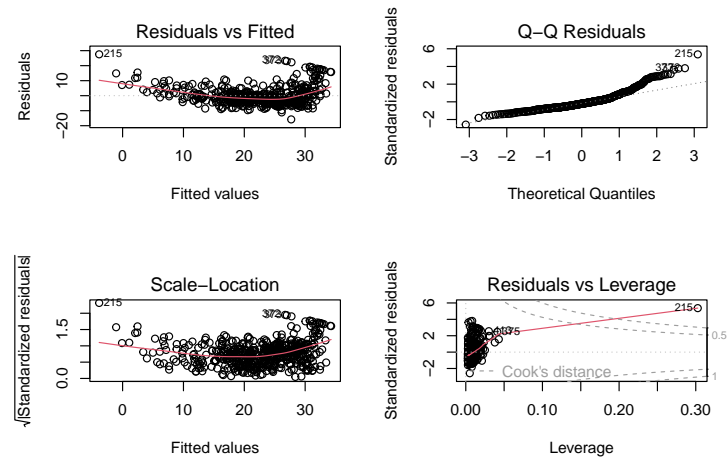 Residuals vs Fitted
Residuals
10
−20
215
372
0
10
20
30
Fitted values
Q−Q Residuals
Standardized residuals
6
2
−2
215
−3
−2
−1
0
1
2
3
Theoretical Quantiles
Scale−Location
√|Standardized residuals|
1.5
0.0
215
372
0
10
20
30
Fitted values
Residuals vs Leverage
Standardized residuals
6
2
−2
215
375
Cook's distance
0.5
1
0.00
0.10
0.20
0.30
Leverage